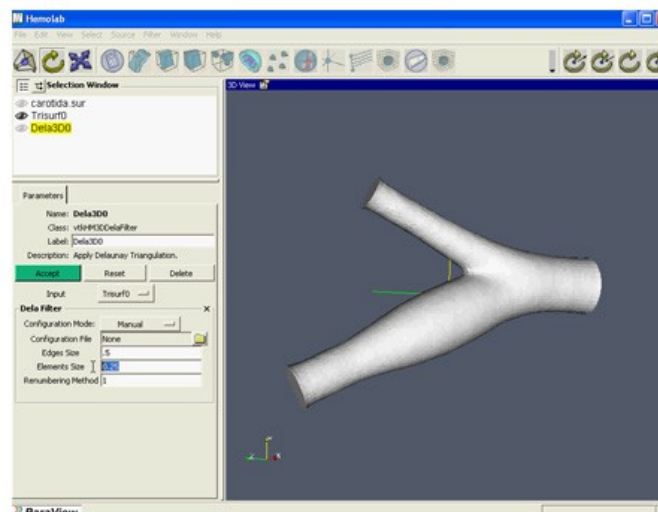 Hemolab
File Edit View Select Source Filter Window Help
Selection Window
3D View
carotida.sur
Trisurf0
Dela3D0
Parameters
Name: Dela3D0
Class: vtkHM3DDelaFilter
Label: Dela3D0
Description: Apply Delaunay Triangulation.
Accept Reset Delete
Input Trisurf0
Dela Filter
Configuration Mode: Manual
Configuration File None
Edges Size .5
Elements Size 0.25
Renumbering Method 1
ParaView